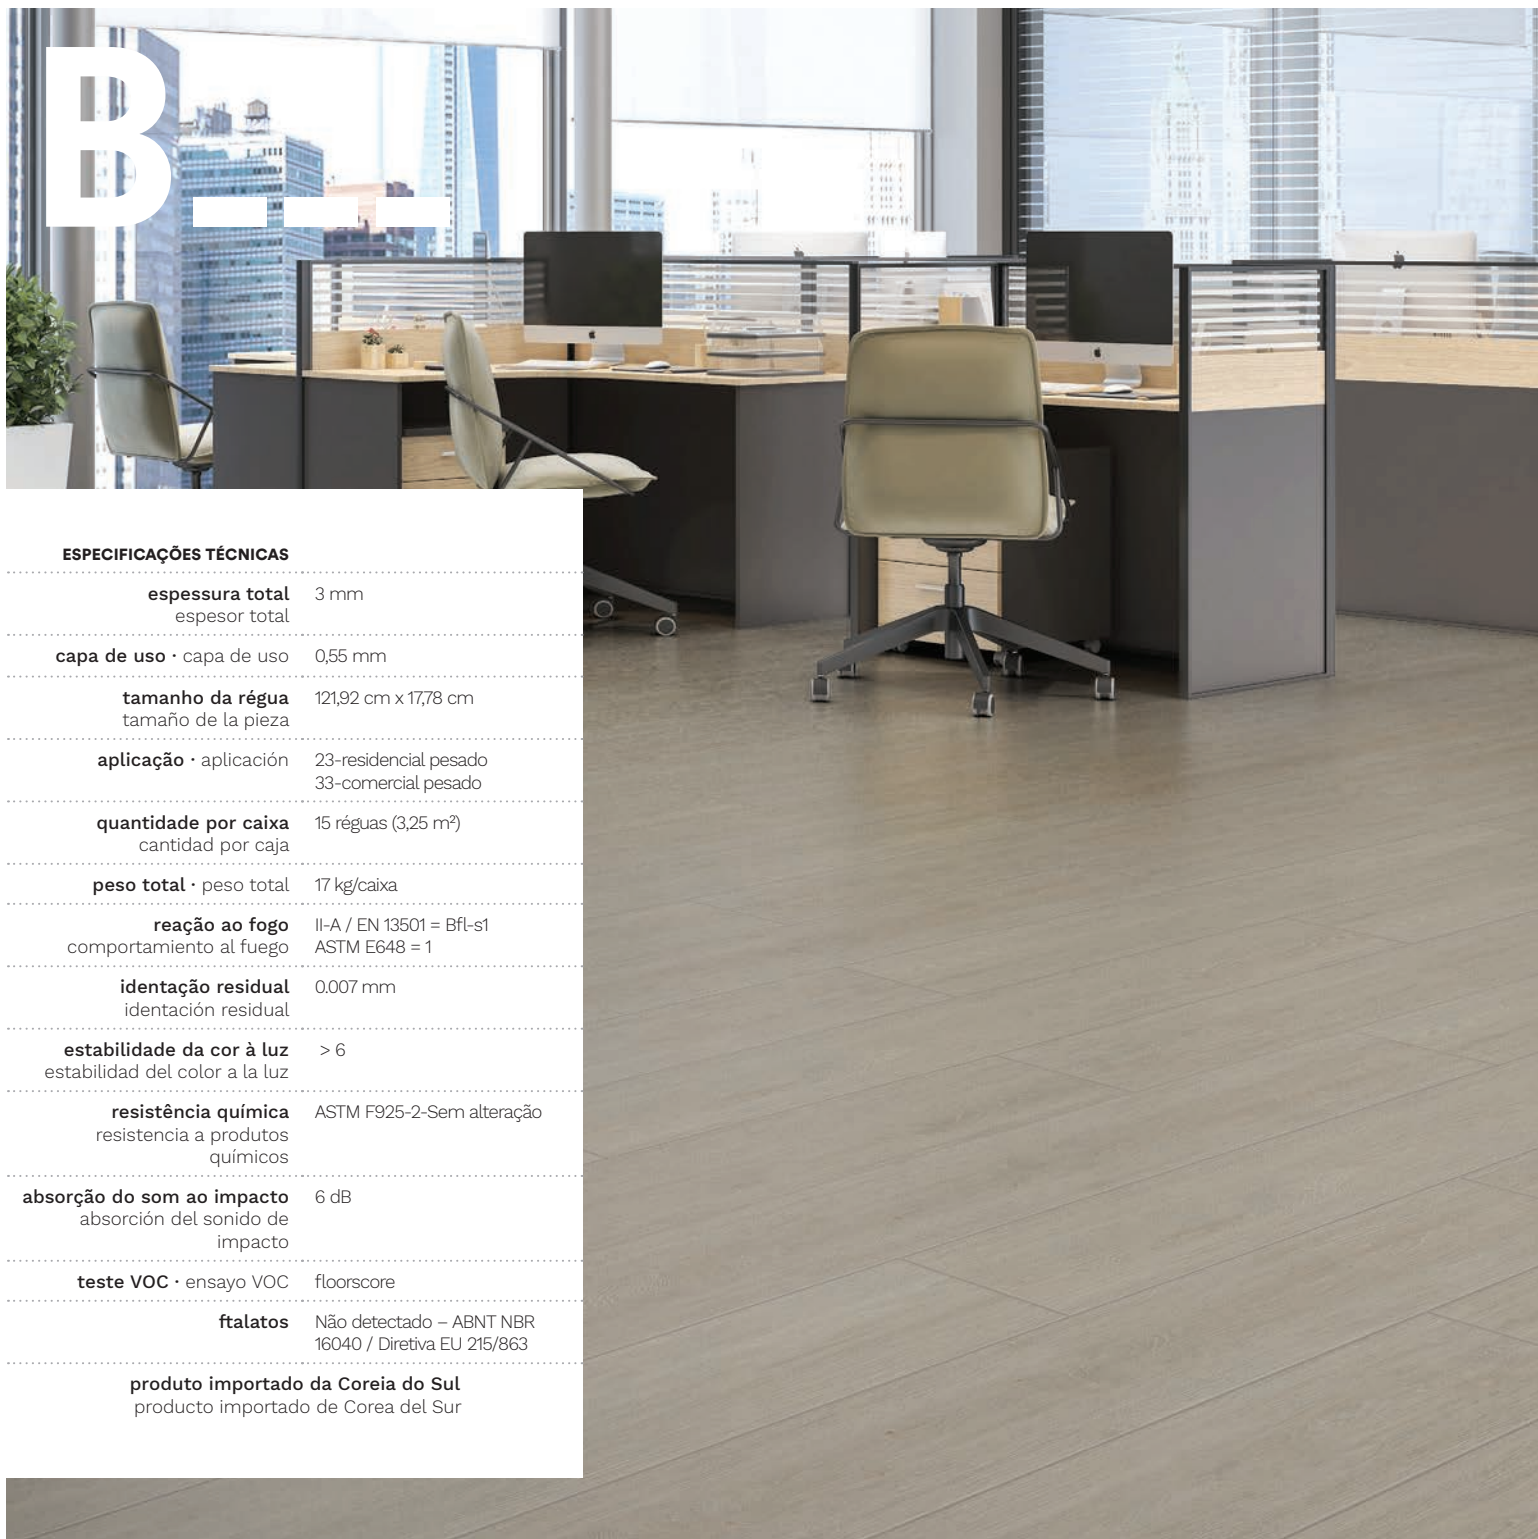 B___
ESPECIFICAÇÕES TÉCNICAS
espessura total 3 mm
espesor total
capa de uso · capa de uso 0,55 mm
tamanho da régua 121,92 cm x 17,78 cm
tamaño de la pieza
aplicação · aplicación 23-residencial pesado
33-comercial pesado
quantidade por caixa 15 réguas (3,25 m²)
cantidad por caja
peso total · peso total 17 kg/caixa
reação ao fogo II-A / EN 13501 = Bfl-s1
comportamiento al fuego ASTM E648 = 1
identação residual 0.007 mm
identación residual
estabilidade da cor à luz > 6
estabilidad del color a la luz
resistência química ASTM F925-2-Sem alteração
resistencia a produtos
químicos
absorção do som ao impacto 6 dB
absorción del sonido de
impacto
teste VOC · ensayo VOC floorscore
ftalatos Não detectado – ABNT NBR
16040 / Diretiva EU 215/863
produto importado da Coreia do Sul
producto importado de Corea del Sur